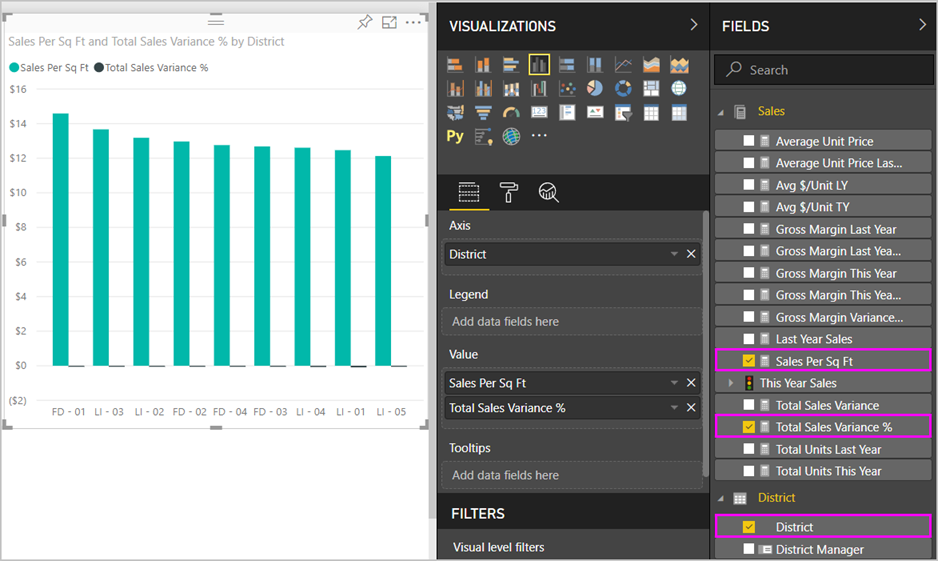 Sales Per Sq Ft and Total Sales Variance % by District
Sales Per Sq Ft Total Sales Variance %
$16
$14
$12
$10
$8
$6
$4
$2
$0
($2)
FD - 01 LI - 03 LI - 02 FD - 02 FD - 04 FD - 03 LI - 04 LI - 01 LI - 05
VISUALIZATIONS
Py
Axis
District
Legend
Add data fields here
Value
Sales Per Sq Ft
Total Sales Variance %
Tooltips
Add data fields here
FILTERS
Visual level filters
FIELDS
Search
Sales
Average Unit Price
Average Unit Price Las...
Avg $/Unit LY
Avg $/Unit TY
Gross Margin Last Year
Gross Margin Last Yea...
Gross Margin This Year
Gross Margin This Yea...
Gross Margin Variance...
Last Year Sales
Sales Per Sq Ft
This Year Sales
Total Sales Variance
Total Sales Variance %
Total Units Last Year
Total Units This Year
District
District
District Manager